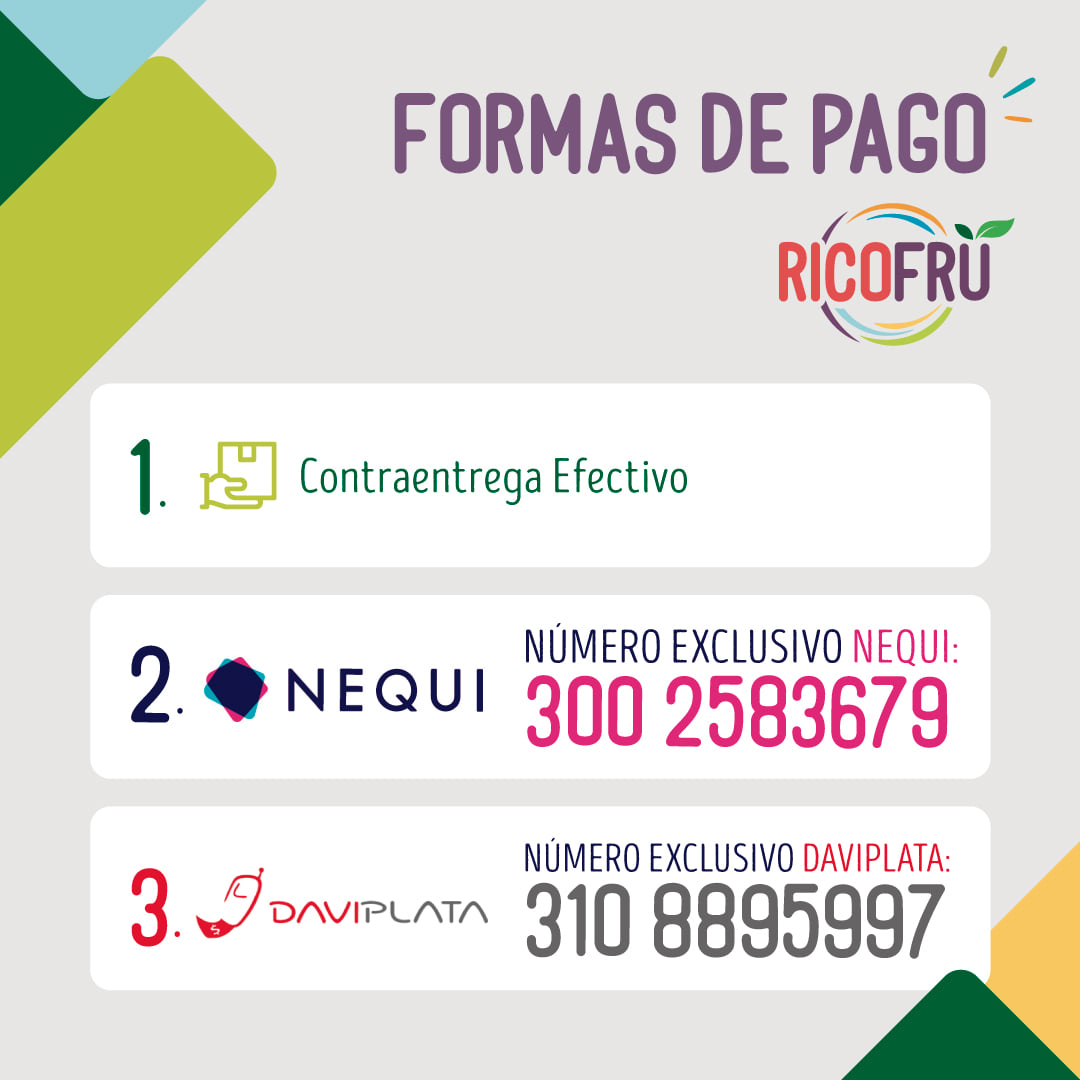 FORMAS DE PAGO
RICOFRU
1.
Contraentrega Efectivo
2.
NEQUI
NÚMERO EXCLUSIVO NEQUI:
300 2583679
3.
DAVIPLATA
NÚMERO EXCLUSIVO DAVIPLATA:
310 8895997